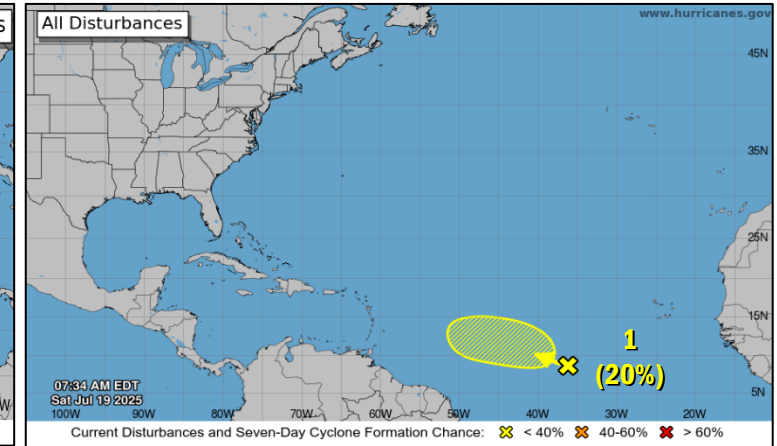 s
All Disturbances
www.hurricanes.gov
45N
35N
25N
15N
1
(20%)
5N
07:34 AM EDT
Sat Jul 19 2025
W
100W 90W 80W 70W 60W 50W 40W 30W 20W
Current Disturbances and Seven-Day Cyclone Formation Chance: < 40% 40-60% > 60%